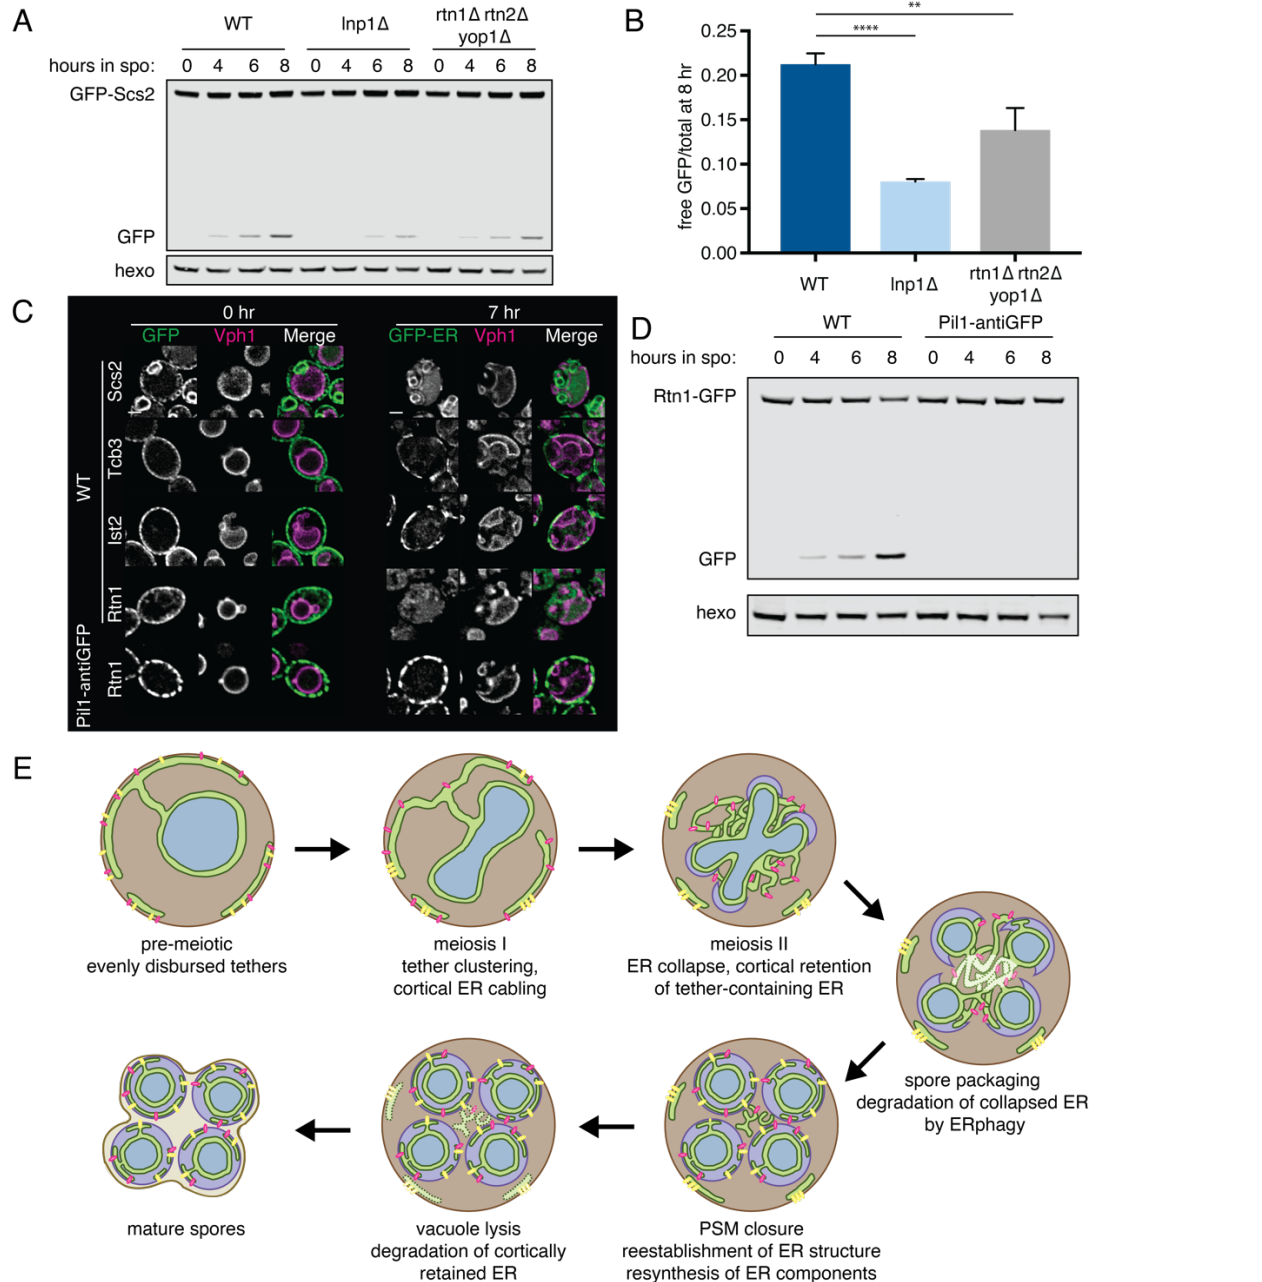 A
WT
lnp1Δ
rtn1Δ rtn2Δ
yop1Δ
hours in spo:
0 4 6 8 0 4 6 8 0 4 6 8
GFP-Scs2
GFP
hexo
B
**
****
free GFP/total at 8 hr
0.25
0.20
0.15
0.10
0.05
0.00
WT
lnp1Δ
rtn1Δ rtn2Δ
yop1Δ
C
0 hr
7 hr
GFP Vph1 Merge
GFP-ER Vph1 Merge
WT
Scs2
Tcb3
Ist2
Rtn1
Pil1-antiGFP
Rtn1
D
WT
Pil1-antiGFP
hours in spo:
0 4 6 8 0 4 6 8
Rtn1-GFP
GFP
hexo
E
pre-meiotic
evenly disbursed tethers
meiosis I
tether clustering,
cortical ER cabling
meiosis II
ER collapse, cortical retention
of tether-containing ER
spore packaging
degradation of collapsed ER
by ERphagy
PSM closure
reestablishment of ER structure
resynthesis of ER components
vacuole lysis
degradation of cortically
retained ER
mature spores